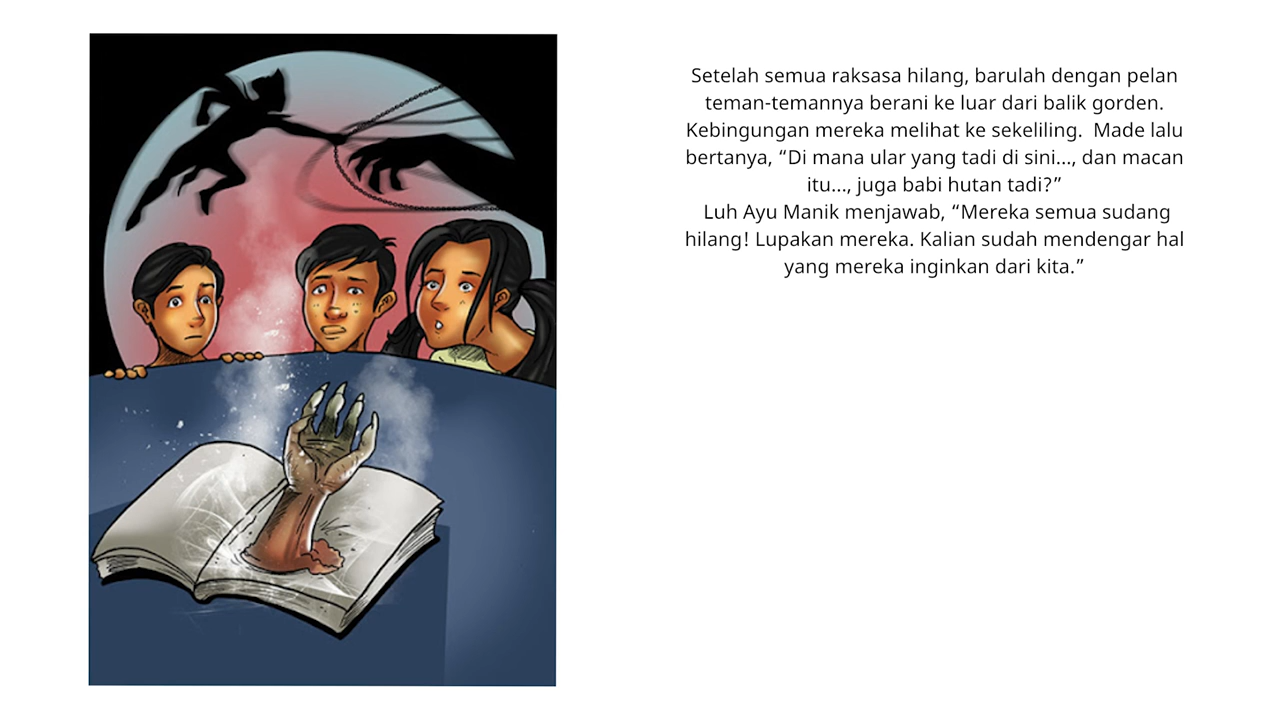 Setelah semua raksasa hilang, barulah dengan pelan
teman-temannya berani ke luar dari balik gorden.
Kebingungan mereka melihat ke sekeliling.  Made lalu
bertanya, “Di mana ular yang tadi di sini..., dan macan
itu..., juga babi hutan tadi?”
Luh Ayu Manik menjawab, “Mereka semua sudang
hilang! Lupakan mereka. Kalian sudah mendengar hal
yang mereka inginkan dari kita.”